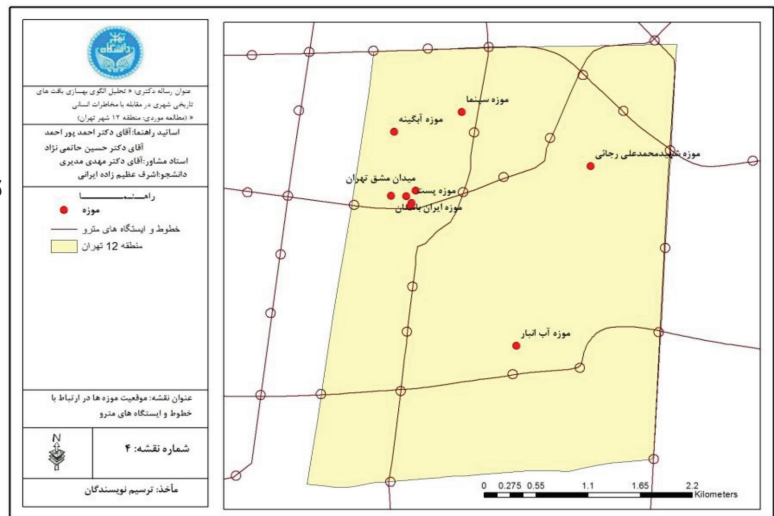 عنوان رساله دکتری: « تحلیل الگوی بهسازی بافت های
تاریخی شهری در مقابله با مخاطرات انسانی
« (مطالعه موردی: منطقه ۱۲ شهر تهران)
اساتید راهنما:آقای دکتر احمد پور احمد
آقای دکتر حسین حاتمی نژاد
استاد مشاور:آقای دکتر مهدی مدیری
دانشجو:اشرف عظیم زاده ایرانی
راهنما
موزه
خطوط و ایستگاه های مترو
منطقه 12 تهران
عنوان نقشه: موقعیت موزه ها در ارتباط با
خطوط و ایستگاه های مترو
N
شماره نقشه: ۴
مأخذ: ترسیم نویسندگان
موزه سینما
موزه آبگینه
موزه شهیدمحمدعلی رجائی
میدان مشق تهران
موزه پست
موزه ایران باستان
موزه آب انبار
0 0.275 0.55 1.1 1.65 2.2
Kilometers